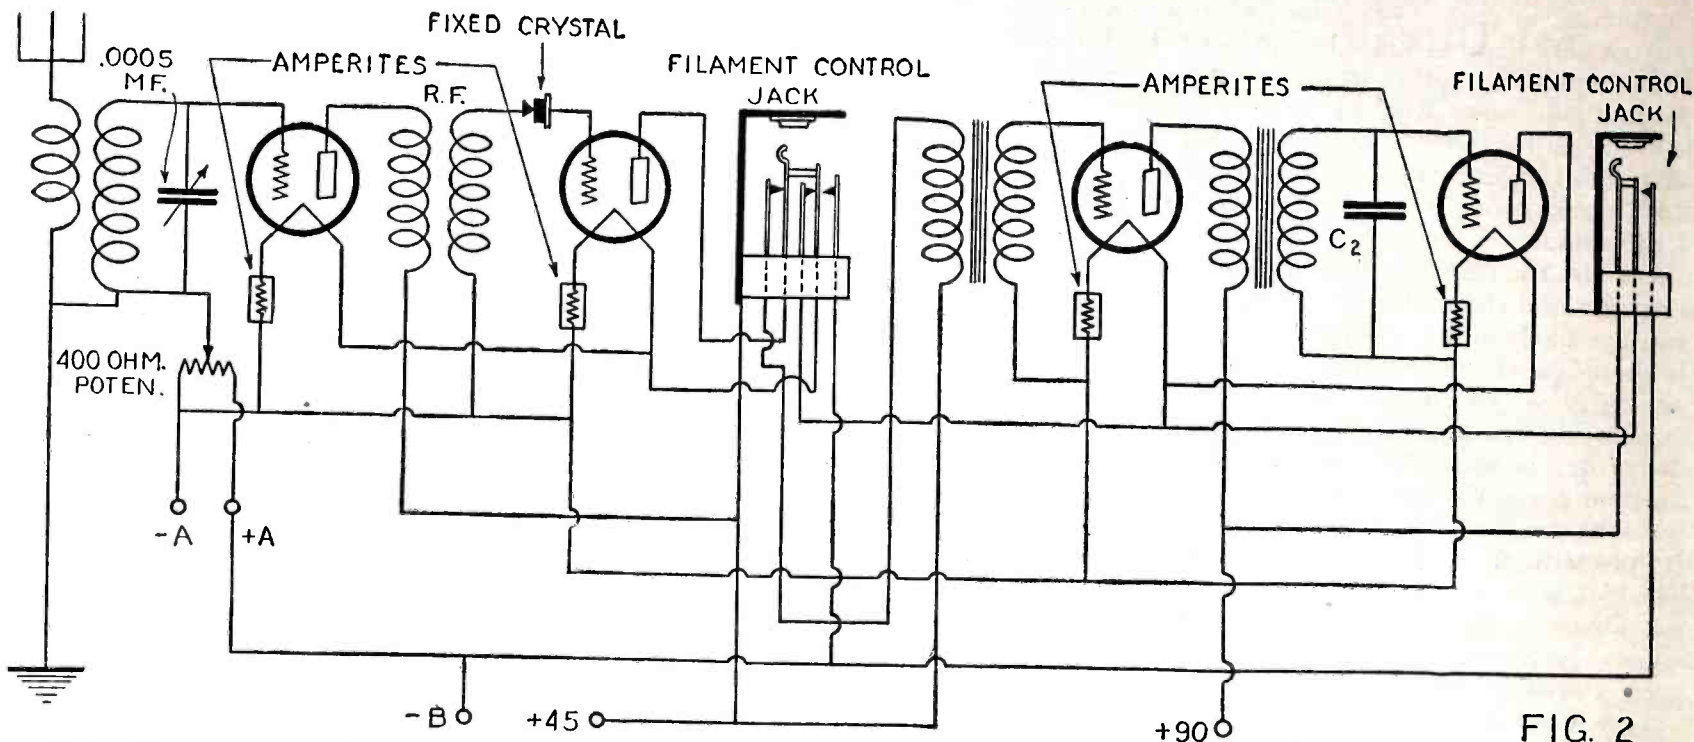 FIXED CRYSTAL
.0005
MF.
AMPERITES
R.F.
FILAMENT CONTROL
JACK
AMPERITES
FILAMENT CONTROL
JACK
C2
400 OHM.
POTEN.
-A
+A
-B
+45
+90
FIG. 2